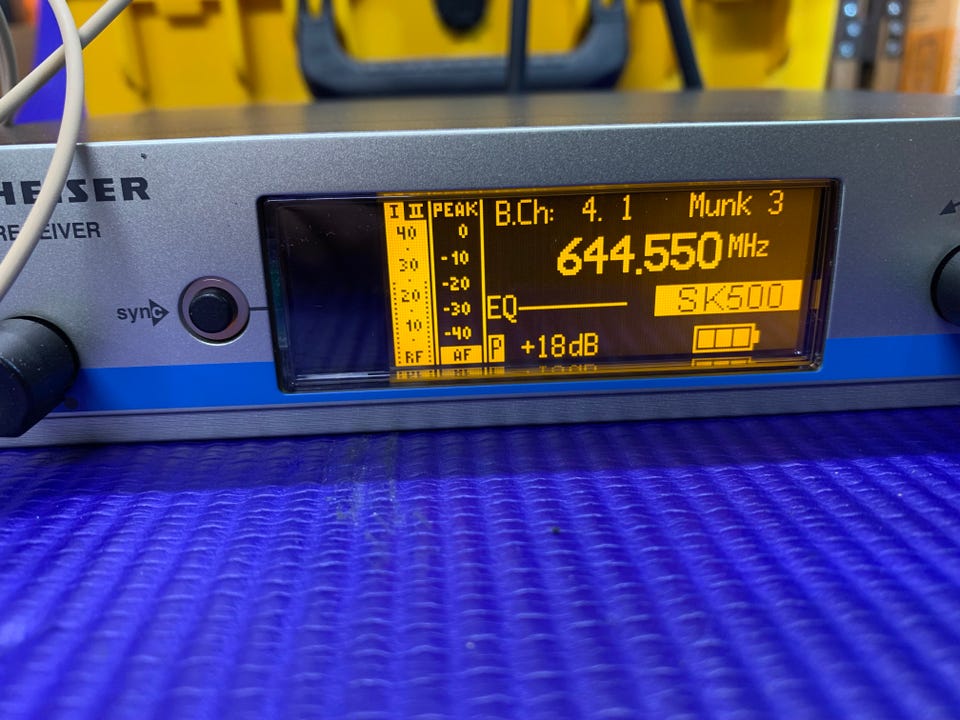 HEISER
RECEIVER
sync
I II PEAK
40 0
30 -10
20 -20
10 -30
-40
RF AF
B.Ch: 4. 1 Munk 3
644.550 MHz
EQ SK500
P +18dB